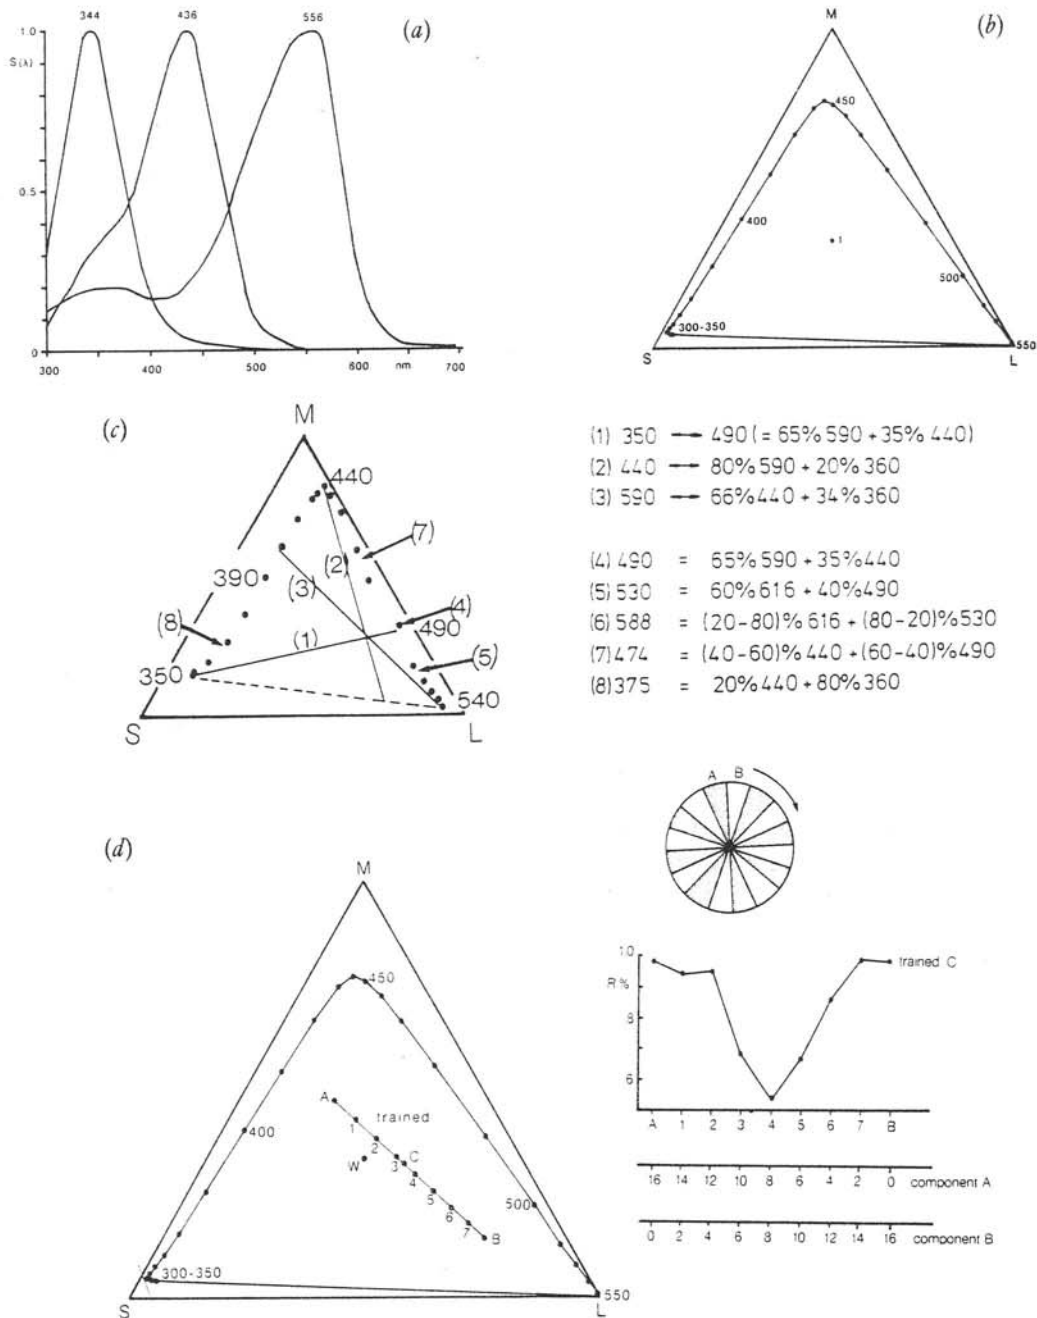 344 436 556
(a)
1.0
S(λ)
0.5
0
300 400 500 nm 600 700
(b)
M
450
400
1
500
300-350
S
L
550
(c)
M
440
(7)
390
(2)
(3)
(4)
490
(8)
(1)
(5)
350
540
S
L
(1) 350 490 (= 65% 590 + 35% 440)
(2) 440 80% 590 + 20% 360
(3) 590 66% 440 + 34% 360
(4) 490 = 65% 590 + 35% 440
(5) 530 = 60% 616 + 40% 490
(6) 588 = (20-80)% 616 + (80-20)% 530
(7) 474 = (40-60)% 440 + (60-40)% 490
(8) 375 = 20% 440 + 80% 360
A B
(d)
M
450
400
A
trained
1
2
W
3
C
4
5
6
7
B
500
300-350
S
L
550
1.0
R%
.8
.6
trained C
A 1 2 3 4 5 6 7 B
16 14 12 10 8 6 4 2 0 component A
0 2 4 6 8 10 12 14 16 component B